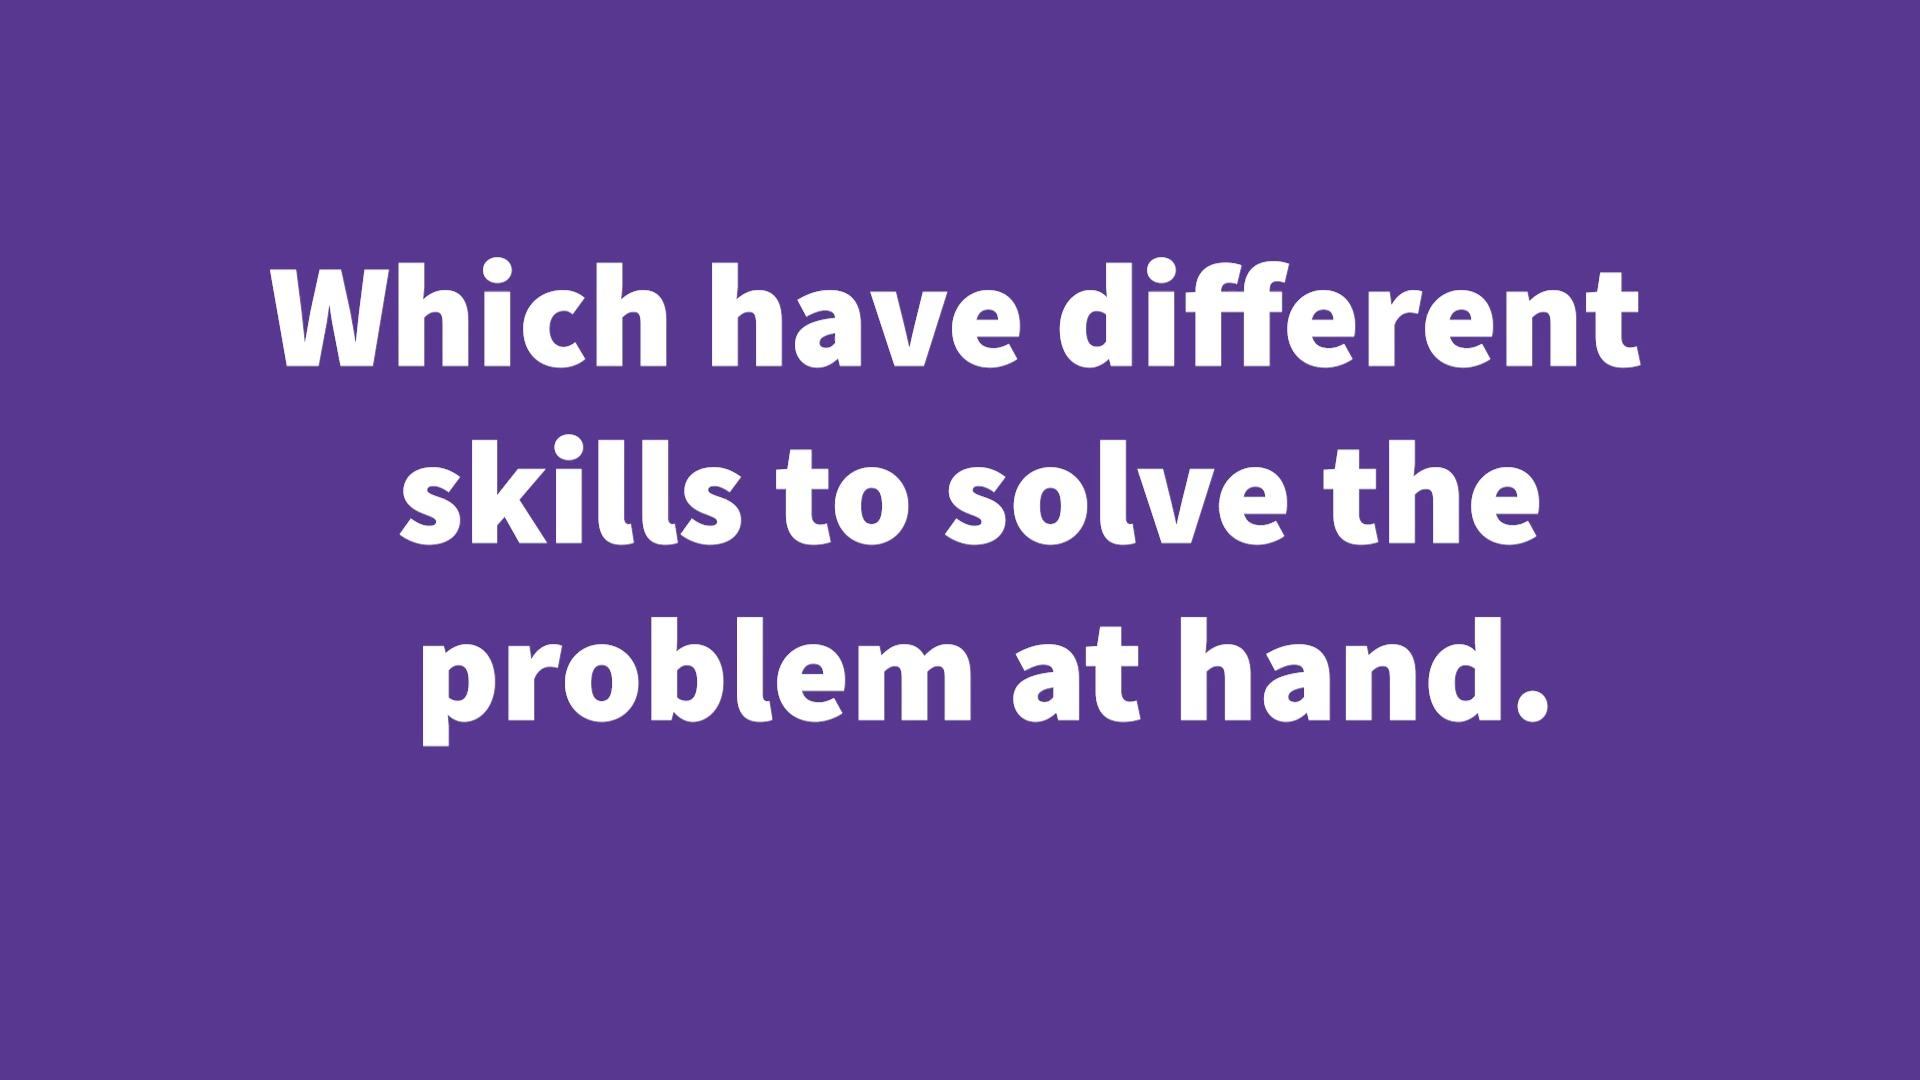 Which have different
skills to solve the
problem at hand.